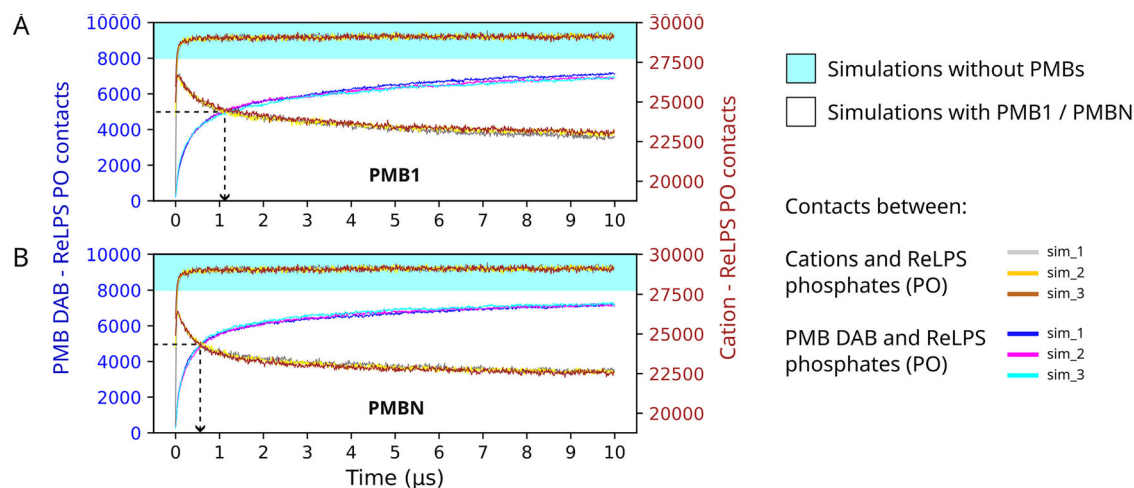 A
PMB DAB - ReLPS PO contacts
10000
8000
6000
4000
2000
0
PMB1
30000
27500
25000
22500
20000
Cation - ReLPS PO contacts
0 1 2 3 4 5 6 7 8 9 10
B
10000
8000
6000
4000
2000
0
PMBN
30000
27500
25000
22500
20000
0 1 2 3 4 5 6 7 8 9 10
Time (μs)
Simulations without PMBs
Simulations with PMB1 / PMBN
Contacts between:
Cations and ReLPS
phosphates (PO)
sim_1
sim_2
sim_3
PMB DAB and ReLPS
phosphates (PO)
sim_1
sim_2
sim_3